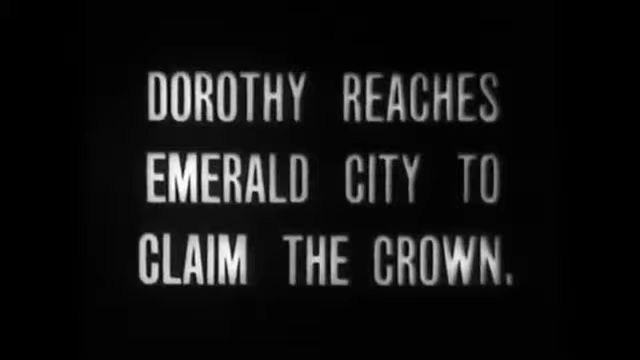 DOROTHY REACHES
EMERALD CITY TO
CLAIM THE CROWN.